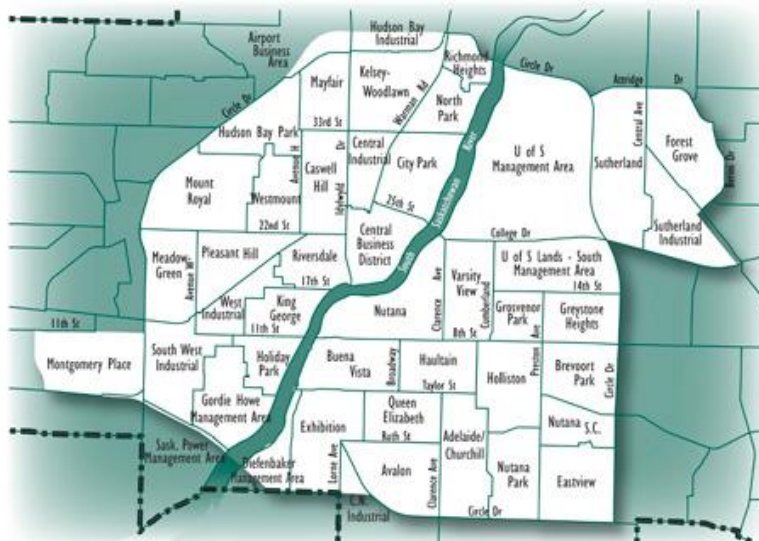 Hudson Bay
Industrial
Airport
Business
Area
Richmond
Heights
Circle Dr
Attridge Dr
Mayfair
Kelsey-
Woodlawn
Warman Rd
North
Park
Circle Dr
33rd St
Hudson Bay Park
Avenue H
Caswell
Hill
Idylwyld Dr
Central
Industrial
City Park
River
U of S
Management Area
Central Ave
Sutherland
Forest
Grove
Berini Dr
Mount
Royal
Westmount
22nd St
25th St
South Saskatchewan
Sutherland
Industrial
College Dr
Central
Business
District
Meadow
Green
Avenue W
Pleasant Hill
Riversdale
17th St
U of S Lands - South
Management Area
14th St
Clarence Ave
Varsity
View
Cumberland
West
Industrial
King
George
11th St
11th St
Nutana
8th St
Grosvenor
Park
Preston Ave
Greystone
Heights
Montgomery Place
South West
Industrial
Holiday
Park
Buena
Vista
Broadway
Haultain
Taylor St
Holliston
Brevoort
Park
Circle Dr
Gordie Howe
Management Area
Exhibition
Queen
Elizabeth
Ruth St
Adelaide/
Churchill
Nutana
S.C.
Sask. Power
Management Area
Diefenbaker
Management Area
Lorne Ave
Avalon
Clarence Ave
Nutana
Park
Eastview
C.N.
Industrial
Circle Dr